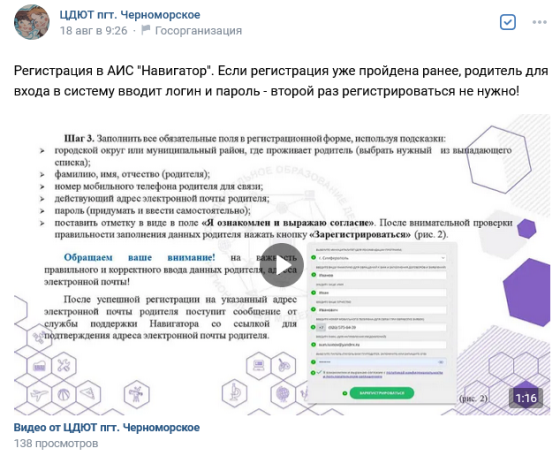 ЦДЮТ пгт. Черноморское
18 авг в 9:26 · Госорганизация
Регистрация в АИС "Навигатор". Если регистрация уже пройдена ранее, родитель для
входа в систему вводит логин и пароль - второй раз регистрироваться не нужно!
Шаг 3. Заполнить все обязательные поля в регистрационной форме, используя подсказки:
городской округ или муниципальный район, где проживает родитель (выбрать нужный из выпадающего
списка);
фамилию, имя, отчество (родителя);
номер мобильного телефона родителя для связи;
действующий адрес электронной почты родителя;
пароль (придумать и ввести самостоятельно);
поставить отметку в виде в поле «Я ознакомлен и выражаю согласие». После внимательной проверки
правильности заполнения данных родителя нажать кнопку «Зарегистрироваться» (рис. 2).
Обращаем ваше внимание! на важность
правильного и корректного ввода данных родителя, адреса
электронной почты!
После успешной регистрации на указанный адрес
электронной почты родителя поступит сообщение от
службы поддержки Навигатора со ссылкой для
подтверждения адреса электронной почты родителя.
г. Симферополь
Иванов
Иван
Иванович
+7
ЗАРЕГИСТРИРОВАТЬСЯ
(рис. 2)
1:16
Видео от ЦДЮТ пгт. Черноморское
138 просмотров